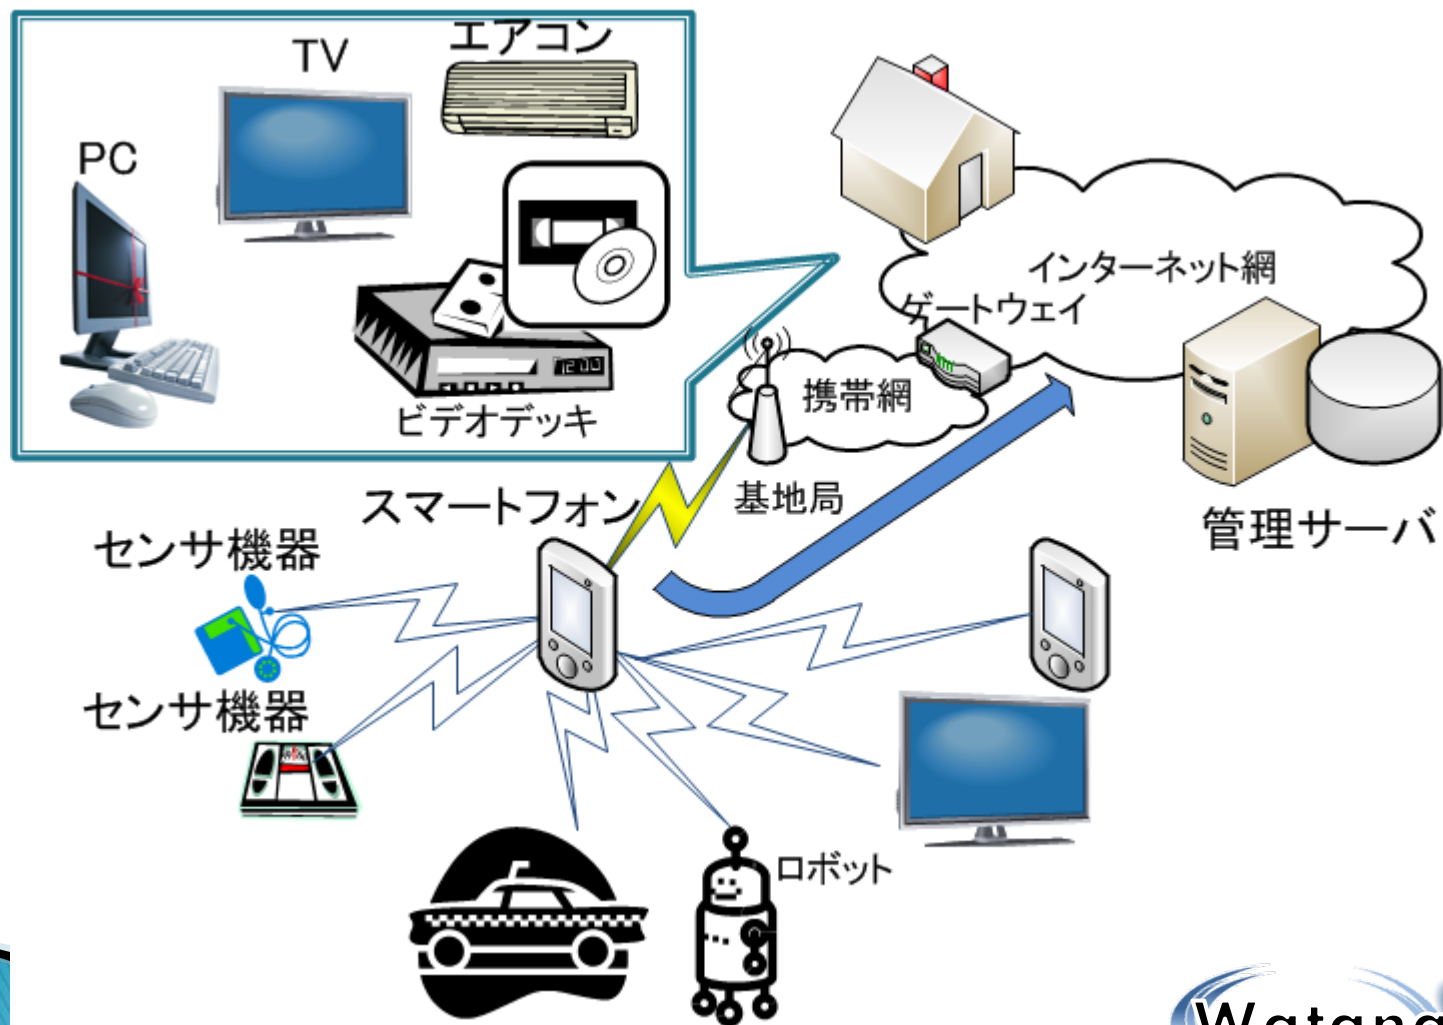 エアコン
TV
PC
ビデオデッキ
インターネット網
ゲートウェイ
携帯網
基地局
管理サーバ
スマートフォン
センサ機器
センサ機器
ロボット